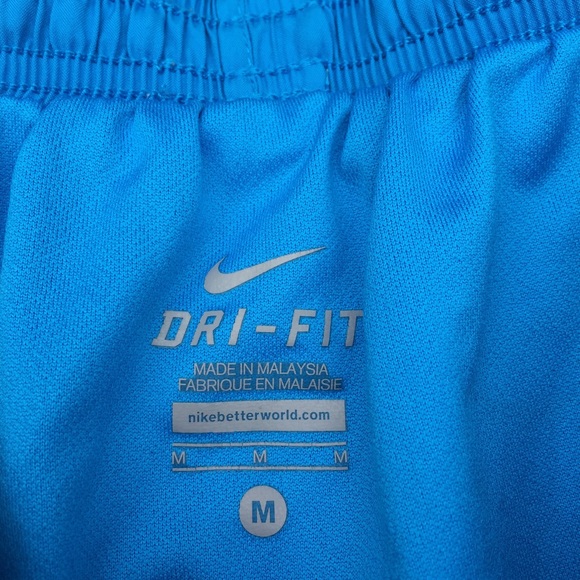 DRI-FIT
MADE IN MALAYSIA
FABRIQUE EN MALAISIE
nikebetterworld.com
M M M
M